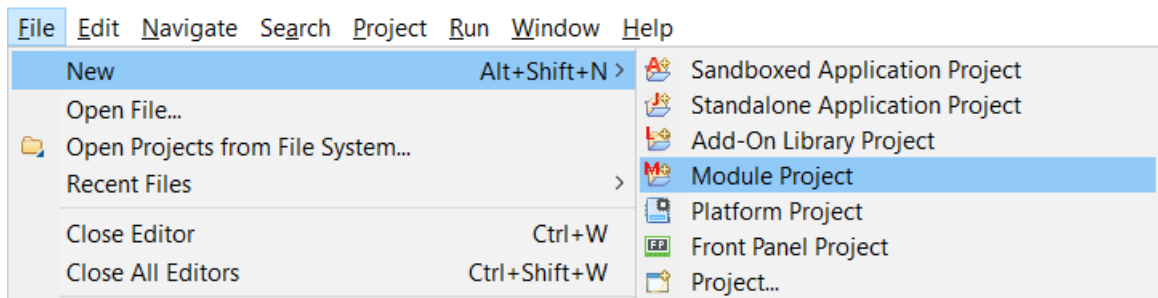 File Edit Navigate Search Project Run Window Help
New Alt+Shift+N >
Open File...
Open Projects from File System...
Recent Files >
Close Editor Ctrl+W
Close All Editors Ctrl+Shift+W
Sandboxed Application Project
Standalone Application Project
Add-On Library Project
Module Project
Platform Project
Front Panel Project
Project...